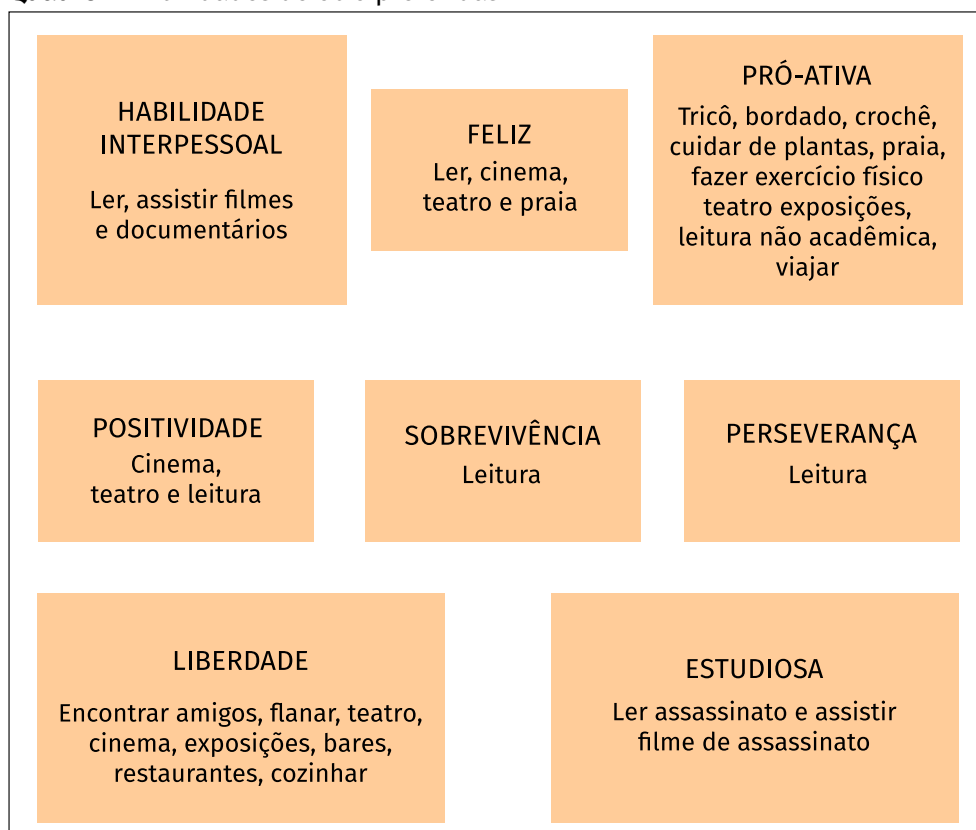 HABILIDADE
INTERPESSOAL
Ler, assistir filmes
e documentários
FELIZ
Ler, cinema,
teatro e praia
PRÓ-ATIVA
Tricô, bordado, crochê,
cuidar de plantas, praia,
fazer exercício físico
teatro exposições,
leitura não acadêmica,
viajar
POSITIVIDADE
Cinema,
teatro e leitura
SOBREVIVÊNCIA
Leitura
PERSEVERANÇA
Leitura
LIBERDADE
Encontrar amigos, flanar, teatro,
cinema, exposições, bares,
restaurantes, cozinhar
ESTUDIOSA
Ler assassinato e assistir
filme de assassinato